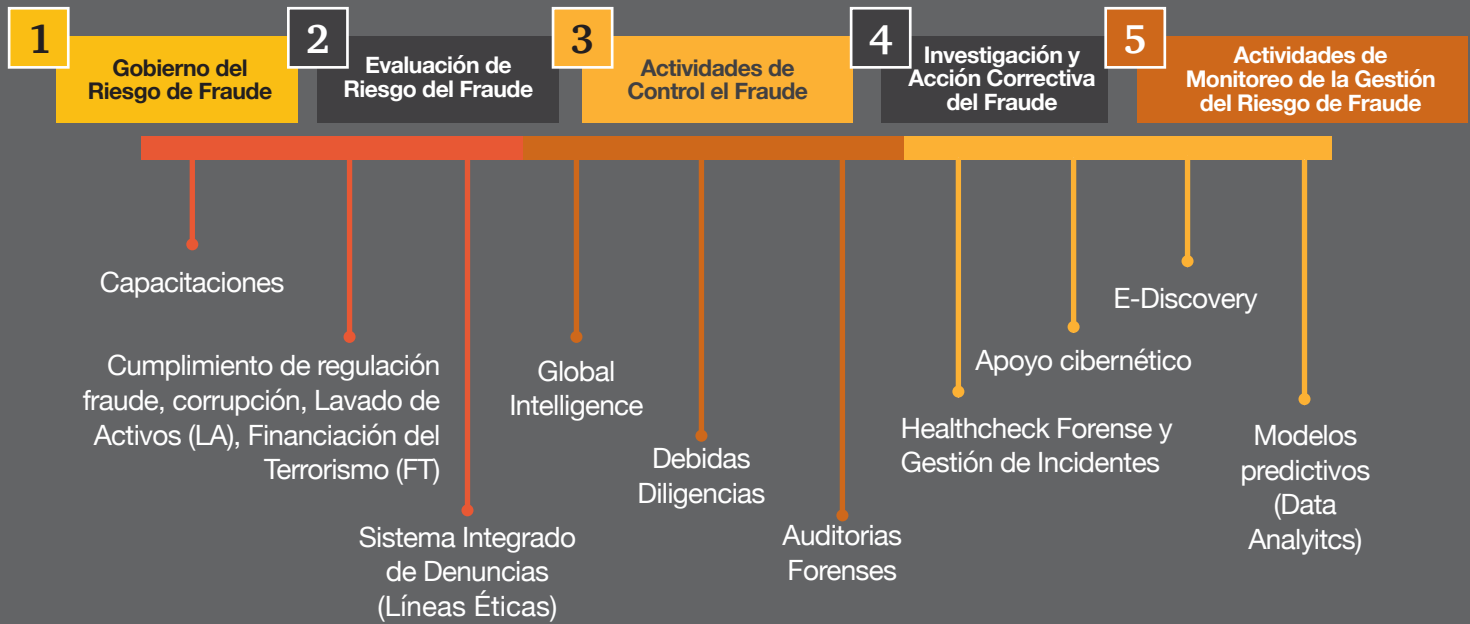 1
Gobierno del
Riesgo de Fraude
2
Evaluación de
Riesgo del Fraude
3
Actividades de
Control el Fraude
4
Investigación y
Acción Correctiva
del Fraude
5
Actividades de
Monitoreo de la Gestión
del Riesgo de Fraude
Capacitaciones
Cumplimiento de regulación
fraude, corrupción, Lavado de
Activos (LA), Financiación del
Terrorismo (FT)
Sistema Integrado
de Denuncias
(Líneas Éticas)
Global
Intelligence
Debidas
Diligencias
Auditorias
Forenses
Healthcheck Forense y
Gestión de Incidentes
Apoyo cibernético
E-Discovery
Modelos
predictivos
(Data
Analyitcs)